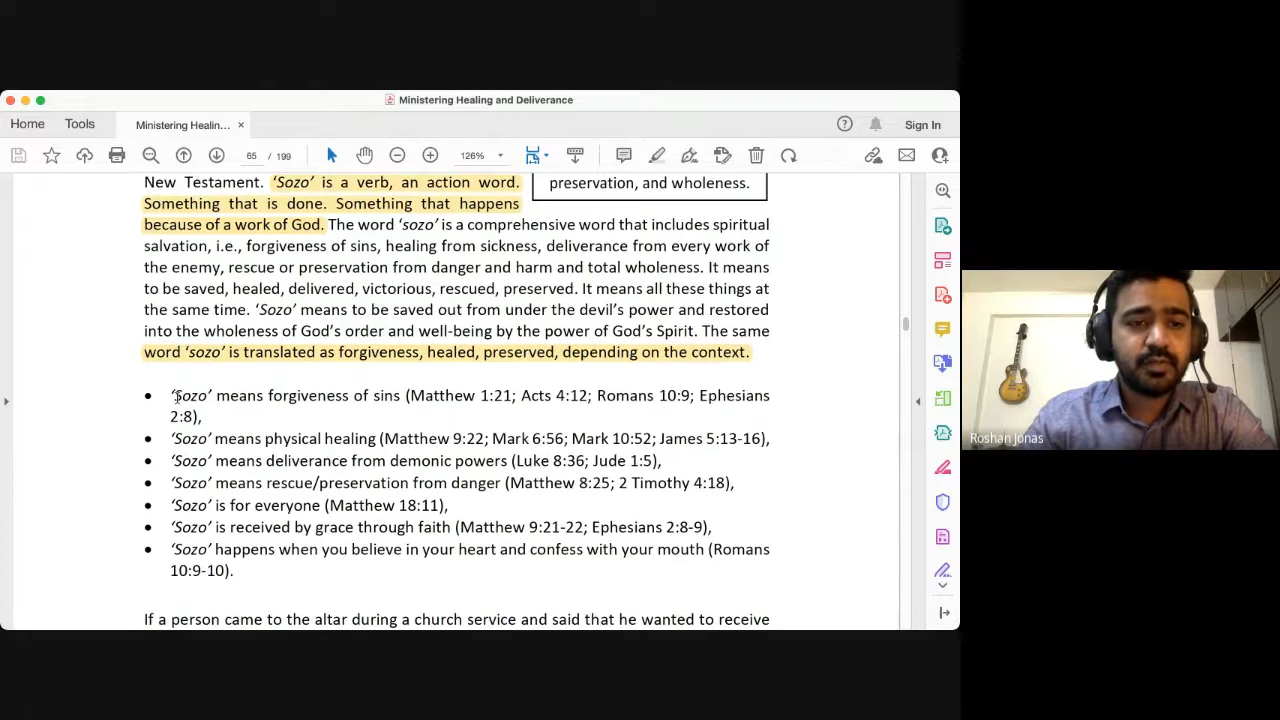 Ministering Healing and Deliverance
Home Tools Ministering Healin... × Sign In
65 / 199 126%
New Testament. ‘Sozo’ is a verb, an action word.
preservation, and wholeness.
Something that is done. Something that happens
because of a work of God. The word ‘sozo’ is a comprehensive word that includes spiritual
salvation, i.e., forgiveness of sins, healing from sickness, deliverance from every work of
the enemy, rescue or preservation from danger and harm and total wholeness. It means
to be saved, healed, delivered, victorious, rescued, preserved. It means all these things at
the same time. ‘Sozo’ means to be saved out from under the devil’s power and restored
into the wholeness of God’s order and well-being by the power of God’s Spirit. The same
word ‘sozo’ is translated as forgiveness, healed, preserved, depending on the context.
• ‘Sozo’ means forgiveness of sins (Matthew 1:21; Acts 4:12; Romans 10:9; Ephesians
2:8),
• ‘Sozo’ means physical healing (Matthew 9:22; Mark 6:56; Mark 10:52; James 5:13-16),
• ‘Sozo’ means deliverance from demonic powers (Luke 8:36; Jude 1:5),
• ‘Sozo’ means rescue/preservation from danger (Matthew 8:25; 2 Timothy 4:18),
• ‘Sozo’ is for everyone (Matthew 18:11),
• ‘Sozo’ is received by grace through faith (Matthew 9:21-22; Ephesians 2:8-9),
• ‘Sozo’ happens when you believe in your heart and confess with your mouth (Romans
10:9-10).
If a person came to the altar during a church service and said that he wanted to receive
Roshan Jonas